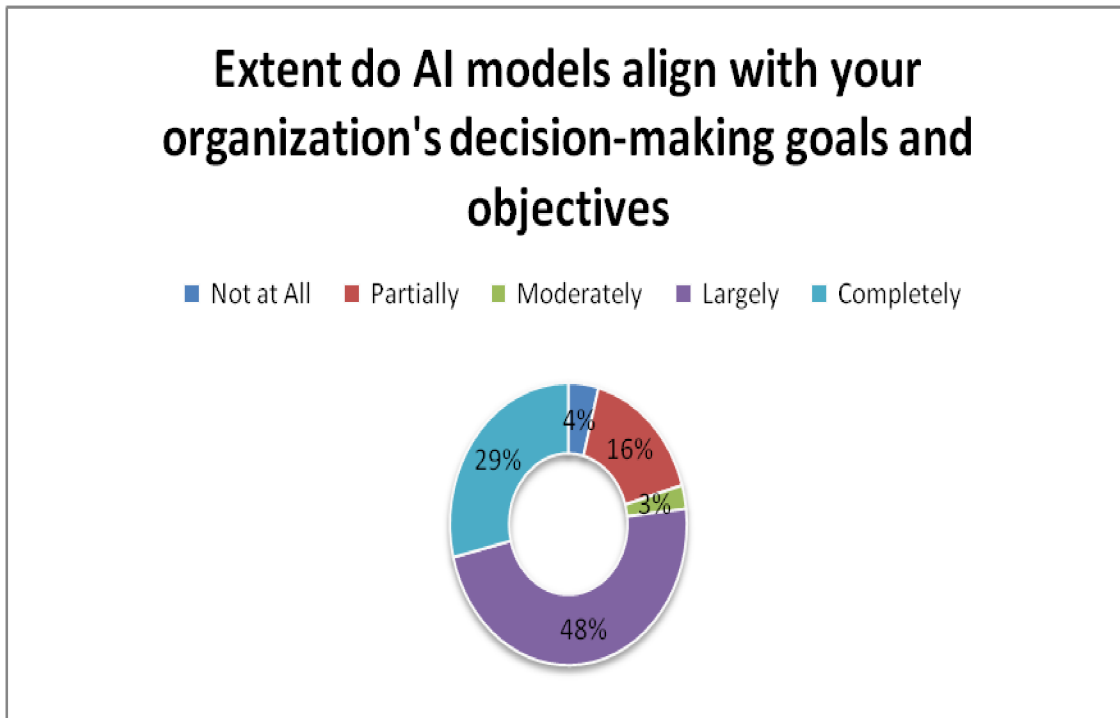 Extent do AI models align with your
organization's decision-making goals and
objectives
Not at All Partially Moderately Largely Completely
4%
16%
29%
3%
48%